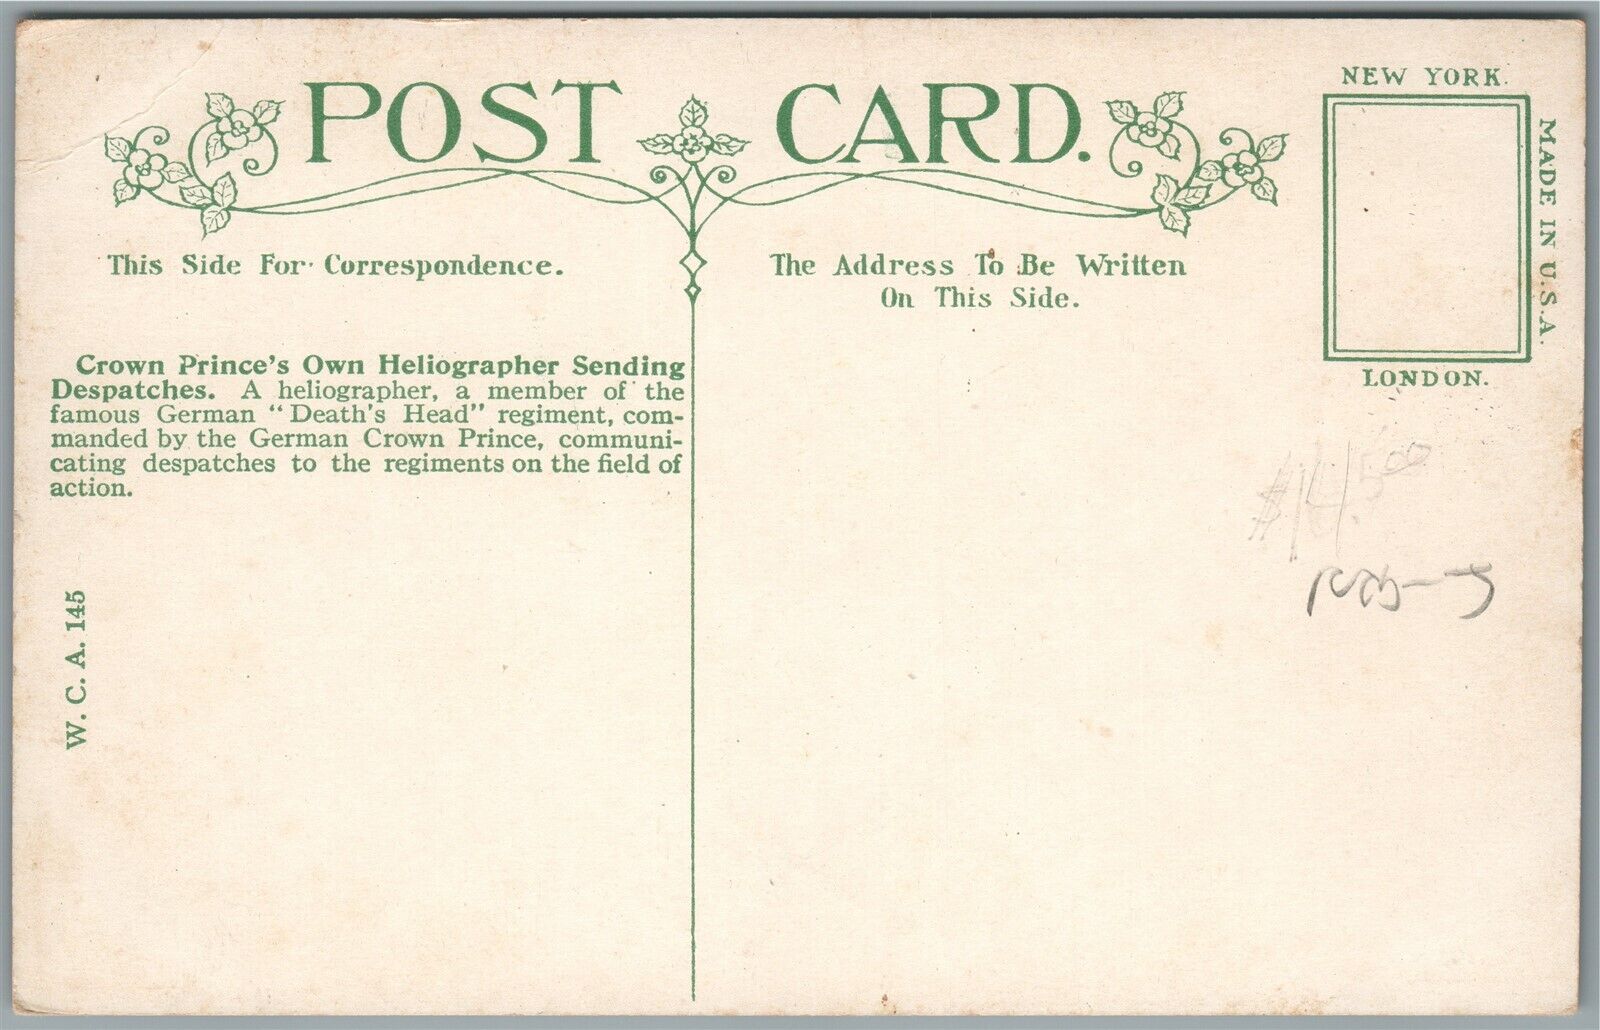 POST CARD.
NEW YORK.
MADE IN U.S.A.
LONDON.
This Side For Correspondence.
The Address To Be Written
On This Side.
Crown Prince's Own Heliographer Sending
Despatches. A heliographer, a member of the
famous German "Death's Head" regiment, com-
manded by the German Crown Prince, communi-
cating despatches to the regiments on the field of
action.
W. C. A. 145